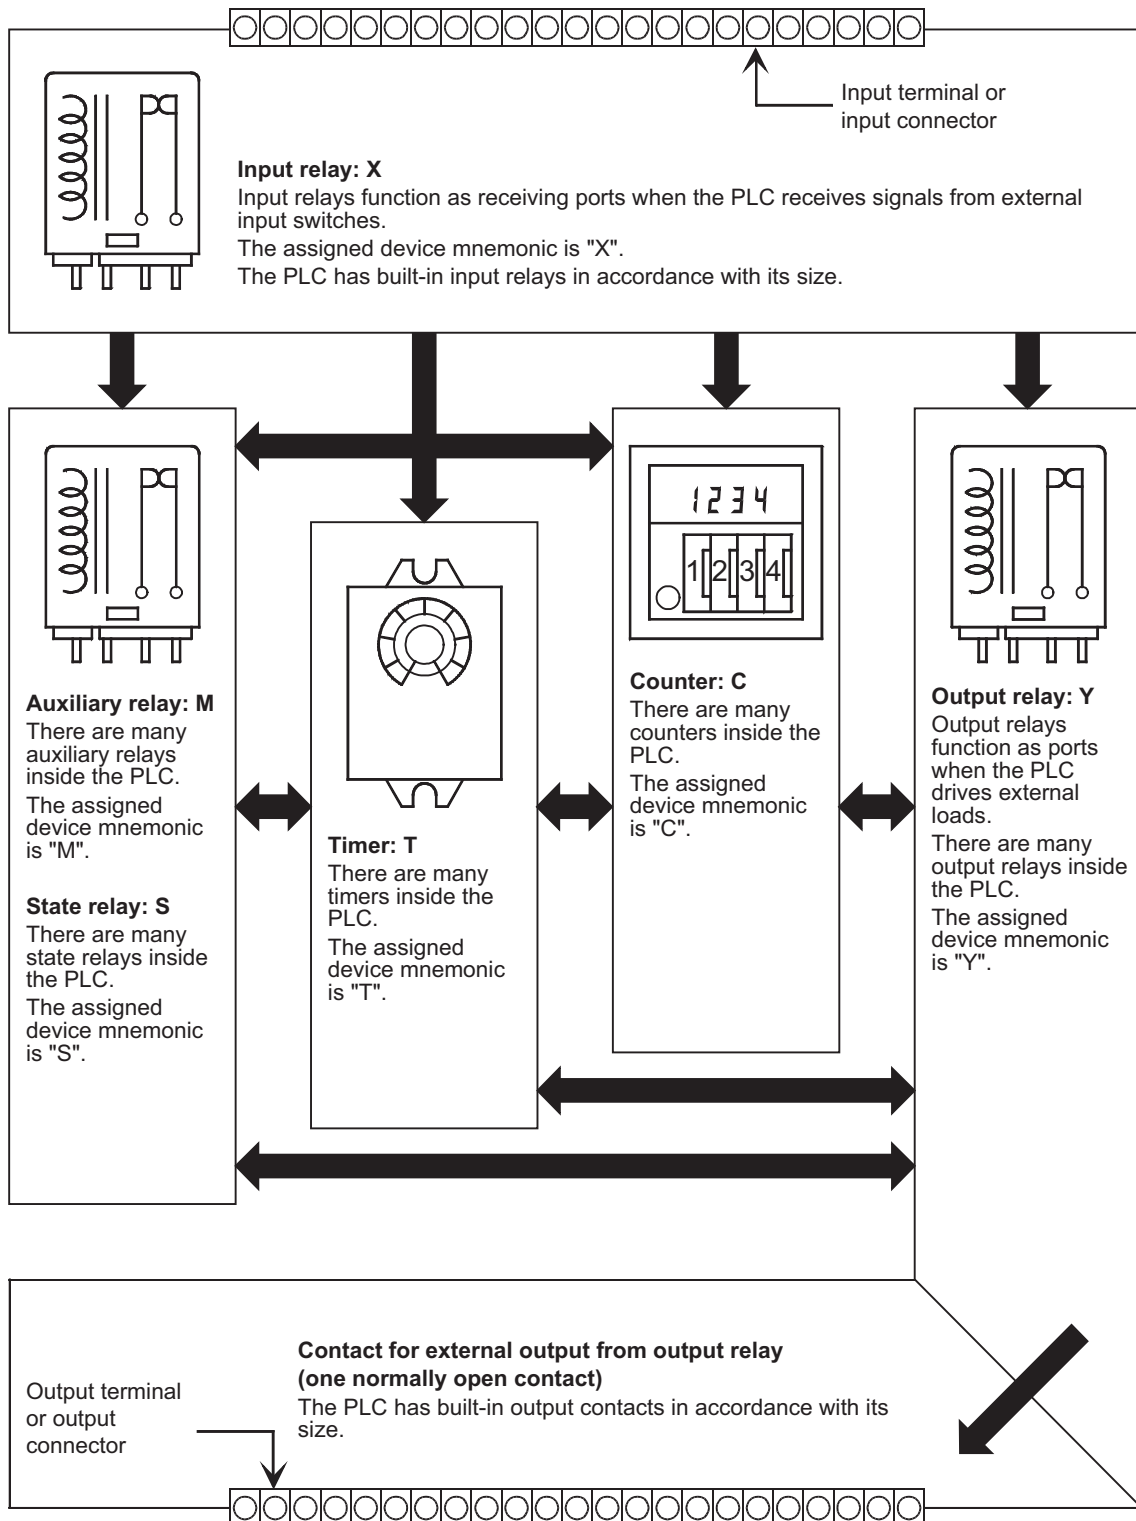 Input terminal or
input connector
Input relay: X
Input relays function as receiving ports when the PLC receives signals from external
input switches.
The assigned device mnemonic is "X".
The PLC has built-in input relays in accordance with its size.
Auxiliary relay: M
There are many
auxiliary relays
inside the PLC.
The assigned
device mnemonic
is "M".
State relay: S
There are many
state relays inside
the PLC.
The assigned
device mnemonic
is "S".
Timer: T
There are many
timers inside the
PLC.
The assigned
device mnemonic
is "T".
1234
1 2 3 4
Counter: C
There are many
counters inside the
PLC.
The assigned
device mnemonic
is "C".
Output relay: Y
Output relays
function as ports
when the PLC
drives external
loads.
There are many
output relays inside
the PLC.
The assigned
device mnemonic
is "Y".
Contact for external output from output relay
(one normally open contact)
The PLC has built-in output contacts in accordance with its
size.
Output terminal
or output
connector